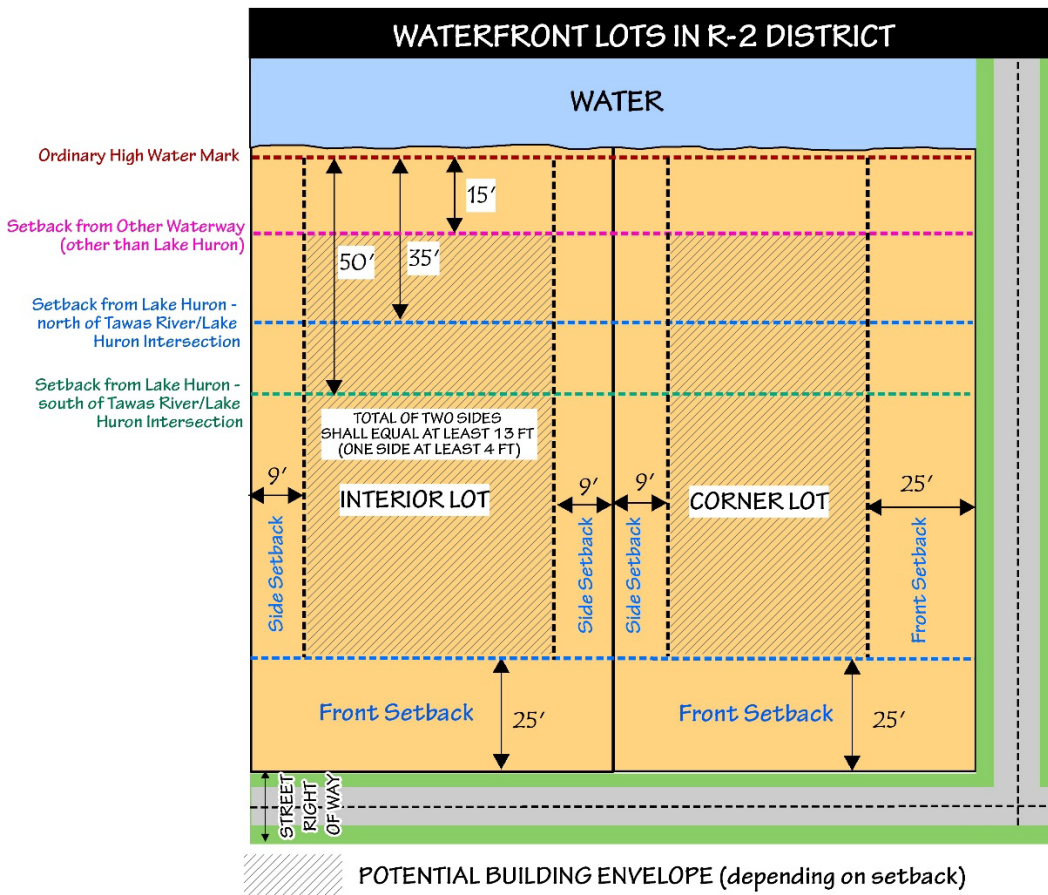 WATERFRONT LOTS IN R-2 DISTRICT
WATER
Ordinary High Water Mark
15'
Setback from Other Waterway
(other than Lake Huron)
50'
35'
Setback from Lake Huron -
north of Tawas River/Lake
Huron Intersection
Setback from Lake Huron -
south of Tawas River/Lake
Huron Intersection
TOTAL OF TWO SIDES
SHALL EQUAL AT LEAST 13 FT
(ONE SIDE AT LEAST 4 FT)
9'
INTERIOR LOT
9'
9'
CORNER LOT
25'
Side Setback
Side Setback
Side Setback
Front Setback
Front Setback
25'
Front Setback
25'
STREET
RIGHT
OF WAY
POTENTIAL BUILDING ENVELOPE (depending on setback)